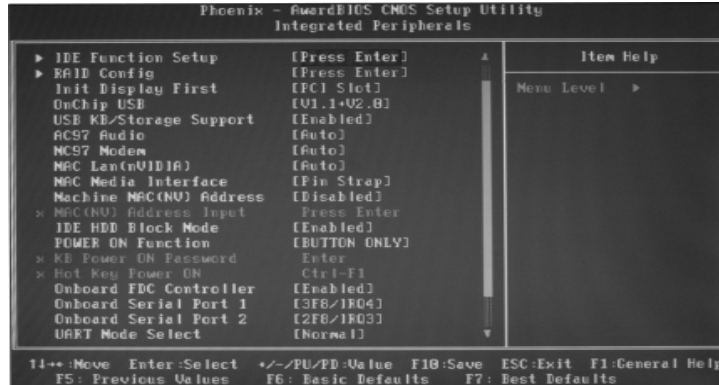 Phoenix - AwardBIOS CMOS Setup Utility
Integrated Peripherals
▶ IDE Function Setup [Press Enter]
▶ RAID Config [Press Enter]
Init Display First [PCI Slot]
OnChip USB [V1.1+V2.0]
USB KB/Storage Support [Enabled]
AC97 Audio [Auto]
MC97 Modem [Auto]
MAC Lan(nVIDIA) [Auto]
MAC Media Interface [Pin Strap]
Machine MAC(NV) Address [Disabled]
x MAC(NV) Address Input Press Enter
IDE HDD Block Mode [Enabled]
POWER ON Function [BUTTON ONLY]
x KB Power ON Password Enter
x Hot Key Power ON Ctrl-F1
Onboard FDC Controller [Enabled]
Onboard Serial Port 1 [3F8/IRQ4]
Onboard Serial Port 2 [2F8/IRQ3]
UART Mode Select [Normal]
Item Help
Menu Level ▶
↑↓→←:Move Enter:Select +/-/PU/PD:Value F10:Save ESC:Exit F1:General Help
F5: Previous Values F6: Basic Defaults F7: Best Defaults